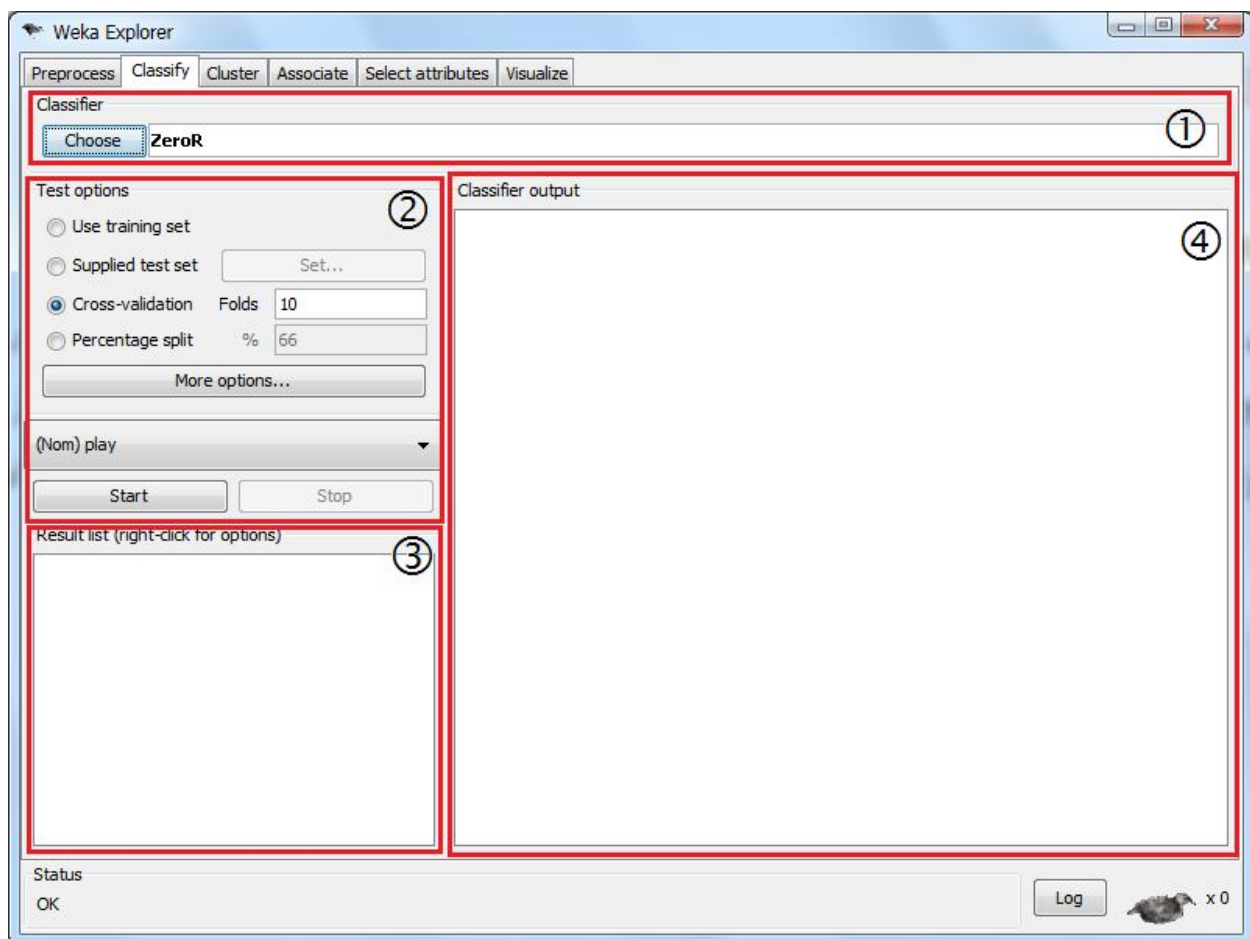 Weka Explorer
Preprocess Classify Cluster Associate Select attributes Visualize
Classifier
Choose ZeroR
①
Test options
②
Use training set
Supplied test set Set...
Cross-validation Folds 10
Percentage split % 66
More options...
(Nom) play
Start Stop
Result list (right-click for options)
③
Classifier output
④
Status
OK
Log
x 0